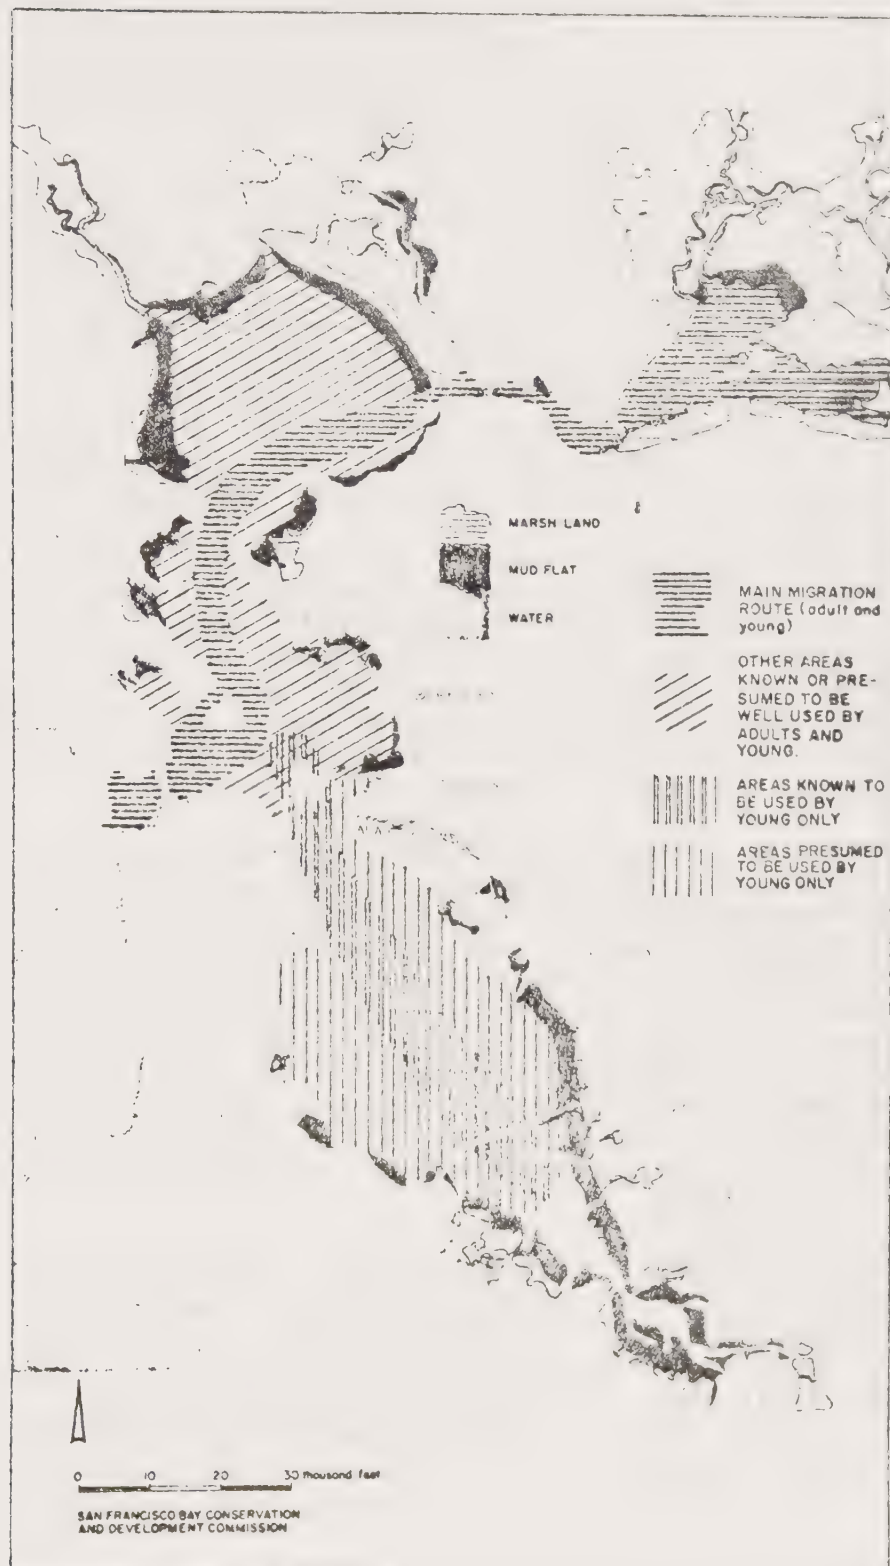 MARSH LAND
MUD FLAT
WATER
MAIN MIGRATION
ROUTE (adult and
young)
OTHER AREAS
KNOWN OR PRE-
SUMED TO BE
WELL USED BY
ADULTS AND
YOUNG.
AREAS KNOWN TO
BE USED BY
YOUNG ONLY
AREAS PRESUMED
TO BE USED BY
YOUNG ONLY
0 10 20 30 thousand feet
SAN FRANCISCO BAY CONSERVATION
AND DEVELOPMENT COMMISSION